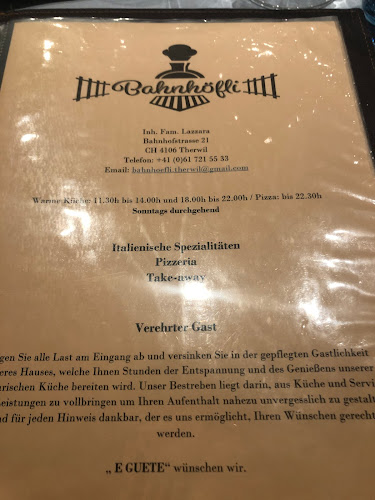 Bahnhöfli
Inh. Fam. Lazzara
Bahnhofstrasse 21
CH 4106 Therwil
Telefon: +41 (0)61 721 55 53
Email: bahnhoefli.therwil@gmail.com
Warme Küche: 11.30h bis 14.00h und 18.00h bis 22.00h / Pizza: bis 22.30h
Sonntags durchgehend
Italienische Spezialitäten
Pizzeria
Take-away
Verehrter Gast
gen Sie alle Last am Eingang ab und versinken Sie in der gepflegten Gastlichkeit
eres Hauses, welche Ihnen Stunden der Entspannung und des Genießens unserer
arischen Küche bereiten wird. Unser Bestreben liegt darin, aus Küche und Servi
eistungen zu vollbringen um Ihren Aufenthalt nahezu unvergesslich zu gestalt
d für jeden Hinweis dankbar, der es uns ermöglicht, Ihren Wünschen gerecht
werden.
„ E GUETE“ wünschen wir.